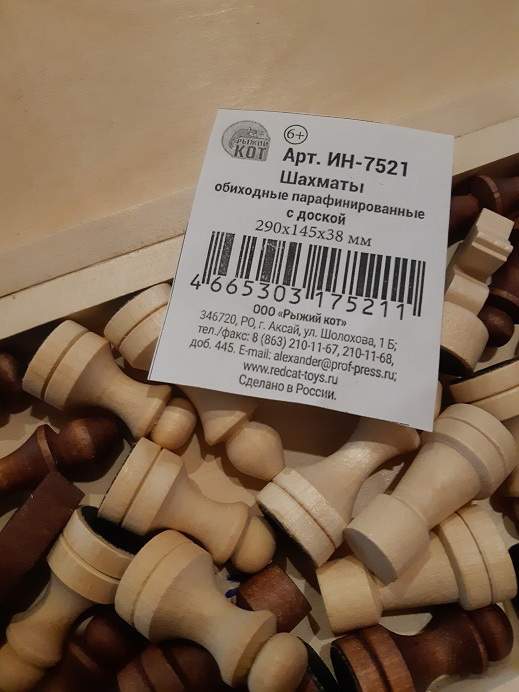 РЫЖИЙ
КОТ
6+
Арт. ИН-7521
Шахматы
обиходные парафинированные
с доской
290x145x38 мм
4 665303 175211
ООО «Рыжий кот»
346720, РО, г. Аксай, ул. Шолохова, 1 Б;
тел./факс: 8 (863) 210-11-67, 210-11-68,
доб. 445. E-mail: alexander@prof-press.ru;
www.redcat-toys.ru
Сделано в России.